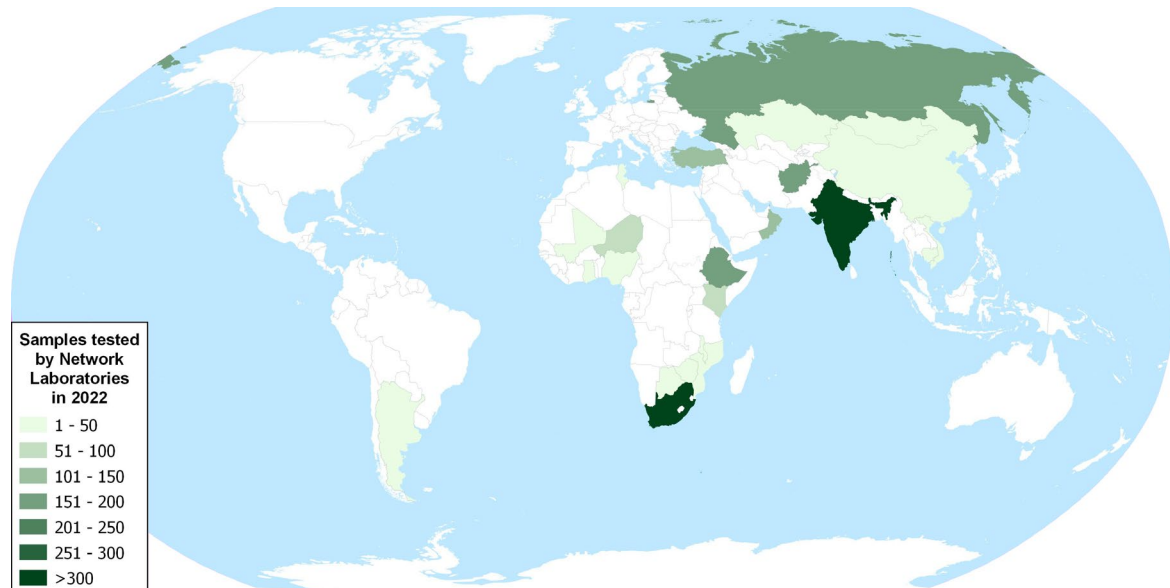 Samples tested
by Network
Laboratories
in 2022
1 - 50
51 - 100
101 - 150
151 - 200
201 - 250
251 - 300
>300